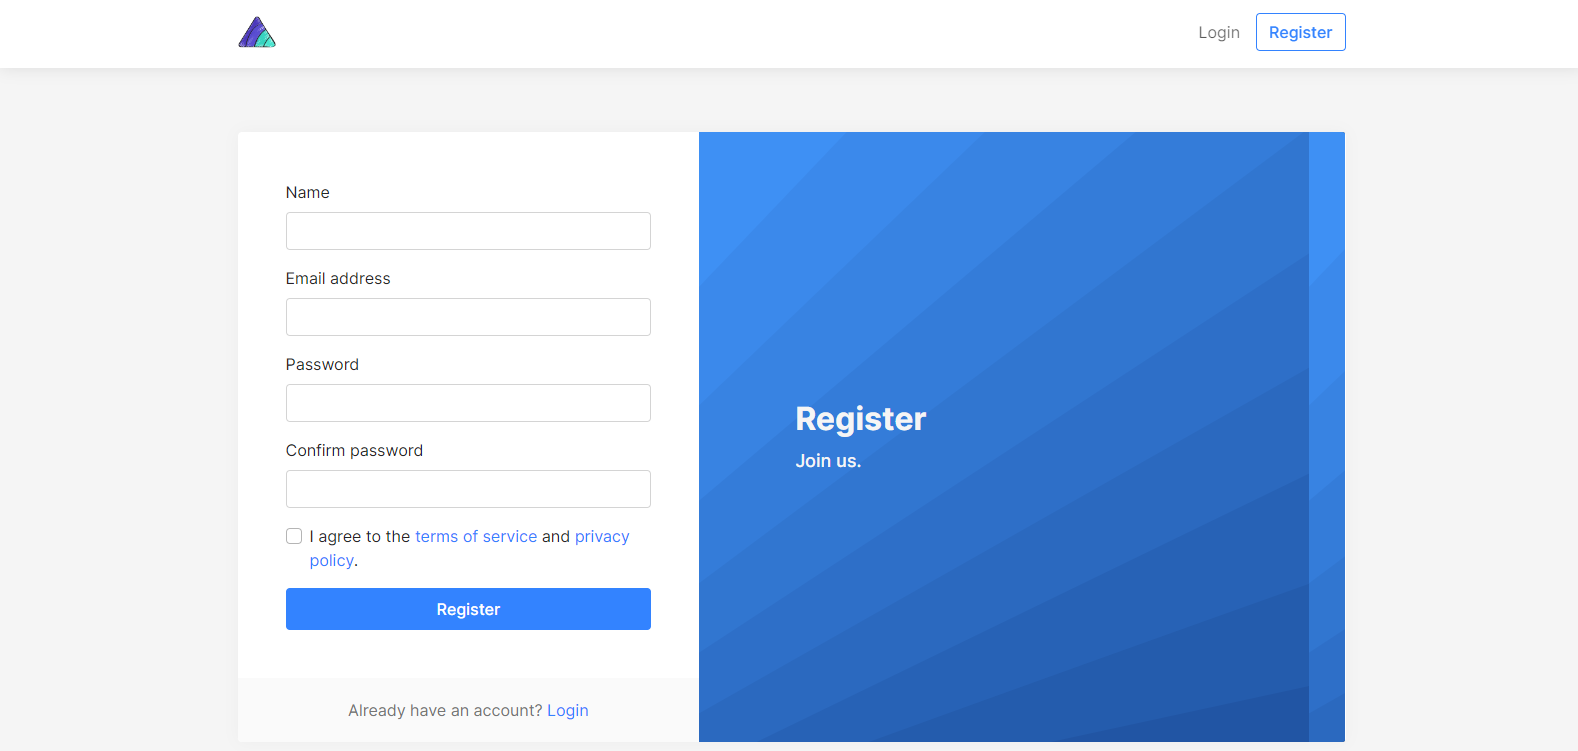 Login
Register
Name
Email address
Password
Confirm password
I agree to the terms of service and privacy
policy.
Register
Already have an account? Login
Register
Join us.